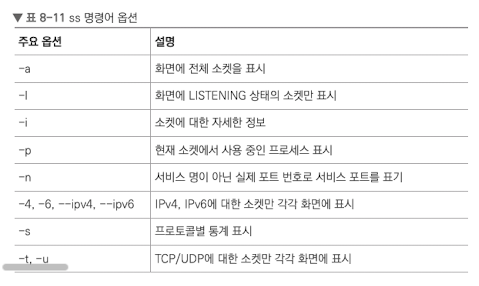 ▼ 표 8-11 ss 명령어 옵션
주요 옵션 설명
-a 화면에 전체 소켓을 표시
-l 화면에 LISTENING 상태의 소켓만 표시
-i 소켓에 대한 자세한 정보
-p 현재 소켓에서 사용 중인 프로세스 표시
-n 서비스 명이 아닌 실제 포트 번호로 서비스 포트를 표기
-4, -6, --ipv4, --ipv6 IPv4, IPv6에 대한 소켓만 각각 화면에 표시
-s 프로토콜별 통계 표시
-t, -u TCP/UDP에 대한 소켓만 각각 화면에 표시